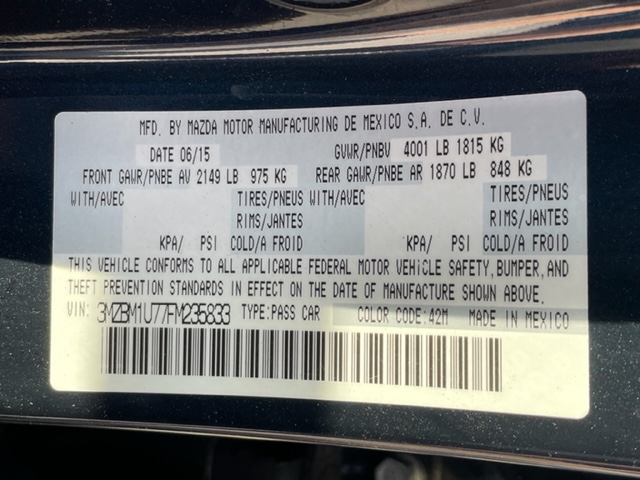 MFD. BY MAZDA MOTOR MANUFACTURING DE MEXICO S.A. DE C.V.
DATE 06/15 GVWR/PNBV 4001 LB 1815 KG
FRONT GAWR/PNBE AV 2149 LB 975 KG REAR GAWR/PNBE AR 1870 LB 848 KG
WITH/AVEC TIRES/PNEUS WITH/AVEC TIRES/PNEUS
RIMS/JANTES RIMS/JANTES
KPA/ PSI COLD/A FROID KPA/ PSI COLD/A FROID
THIS VEHICLE CONFORMS TO ALL APPLICABLE FEDERAL MOTOR VEHICLE SAFETY, BUMPER, AND
THEFT PREVENTION STANDARDS IN EFFECT ON THE DATE OF MANUFACTURE SHOWN ABOVE.
VIN: 3MZBM1U77FM235833 TYPE:PASS CAR COLOR CODE:42M MADE IN MEXICO